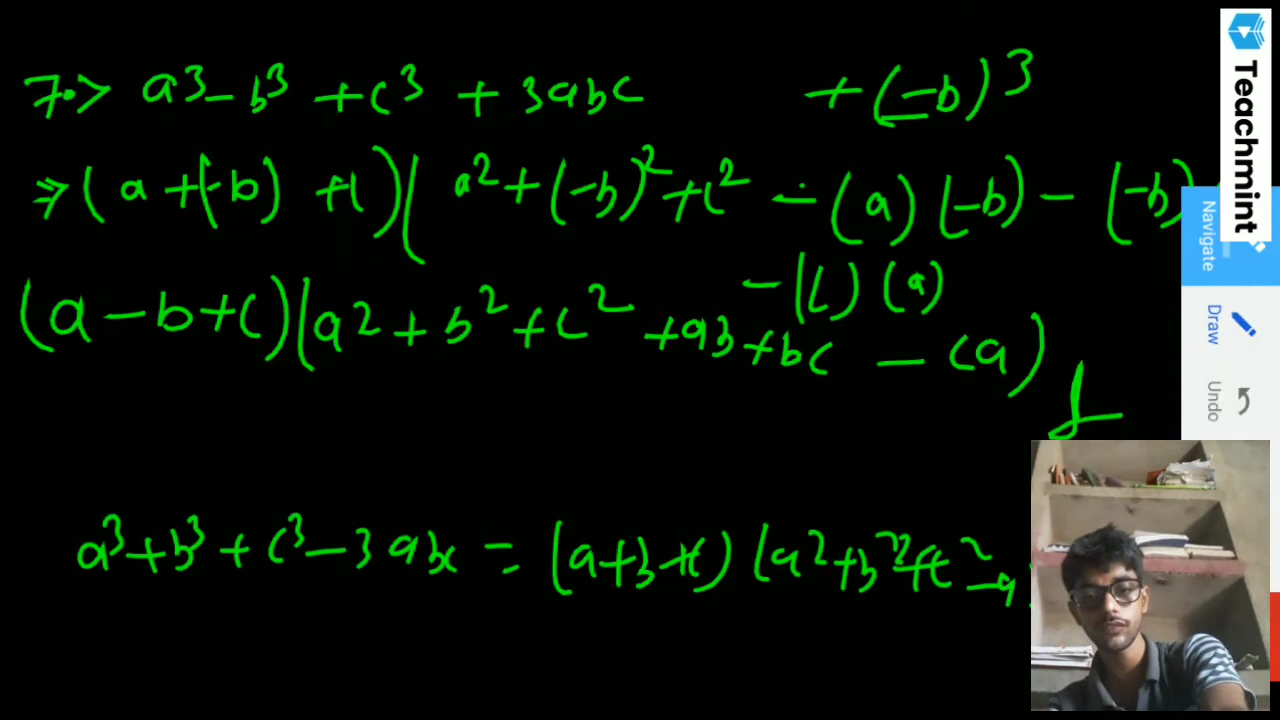 7.> a3 - b3 + c3 + 3abc
+(-b)3
⇒ (a +(-b) +c)(a2 + (-b)2 + c2 - (a)(-b) - (-b)
- (c)(a)
(a - b + c)(a2 + b2 + c2 + ab + bc - ca)
a3 + b3 + c3 - 3abc = (a+b+c)(a2 + b2 + c2 - a
Teachmint
Navigate
Draw
Undo